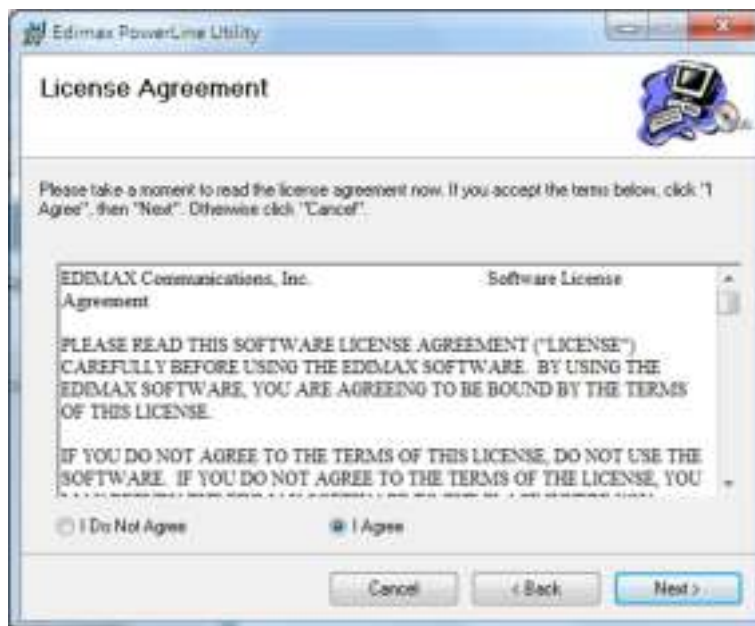 Edimax PowerLine Utility
License Agreement
Please take a moment to read the license agreement now. If you accept the terms below, click "I
Agree", then "Next". Otherwise click "Cancel".
EDIMAX Communications, Inc. Software License
Agreement
PLEASE READ THIS SOFTWARE LICENSE AGREEMENT ("LICENSE")
CAREFULLY BEFORE USING THE EDIMAX SOFTWARE. BY USING THE
EDIMAX SOFTWARE, YOU ARE AGREEING TO BE BOUND BY THE TERMS
OF THIS LICENSE.
IF YOU DO NOT AGREE TO THE TERMS OF THIS LICENSE, DO NOT USE THE
SOFTWARE. IF YOU DO NOT AGREE TO THE TERMS OF THE LICENSE, YOU
I Do Not Agree
I Agree
Cancel
< Back
Next >